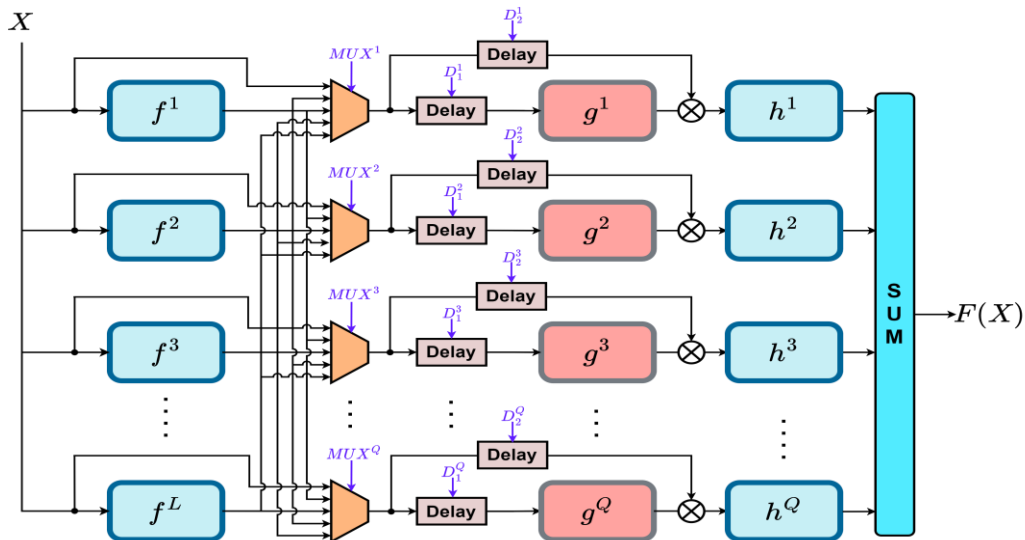 X
D_2^1
MUX^1
Delay
D_1^1
f^1
Delay
g^1
h^1
D_2^2
MUX^2
Delay
D_1^2
f^2
Delay
g^2
h^2
D_2^3
MUX^3
Delay
D_1^3
f^3
Delay
g^3
h^3
SUM
F(X)
D_2^Q
MUX^Q
Delay
D_1^Q
f^L
Delay
g^Q
h^Q